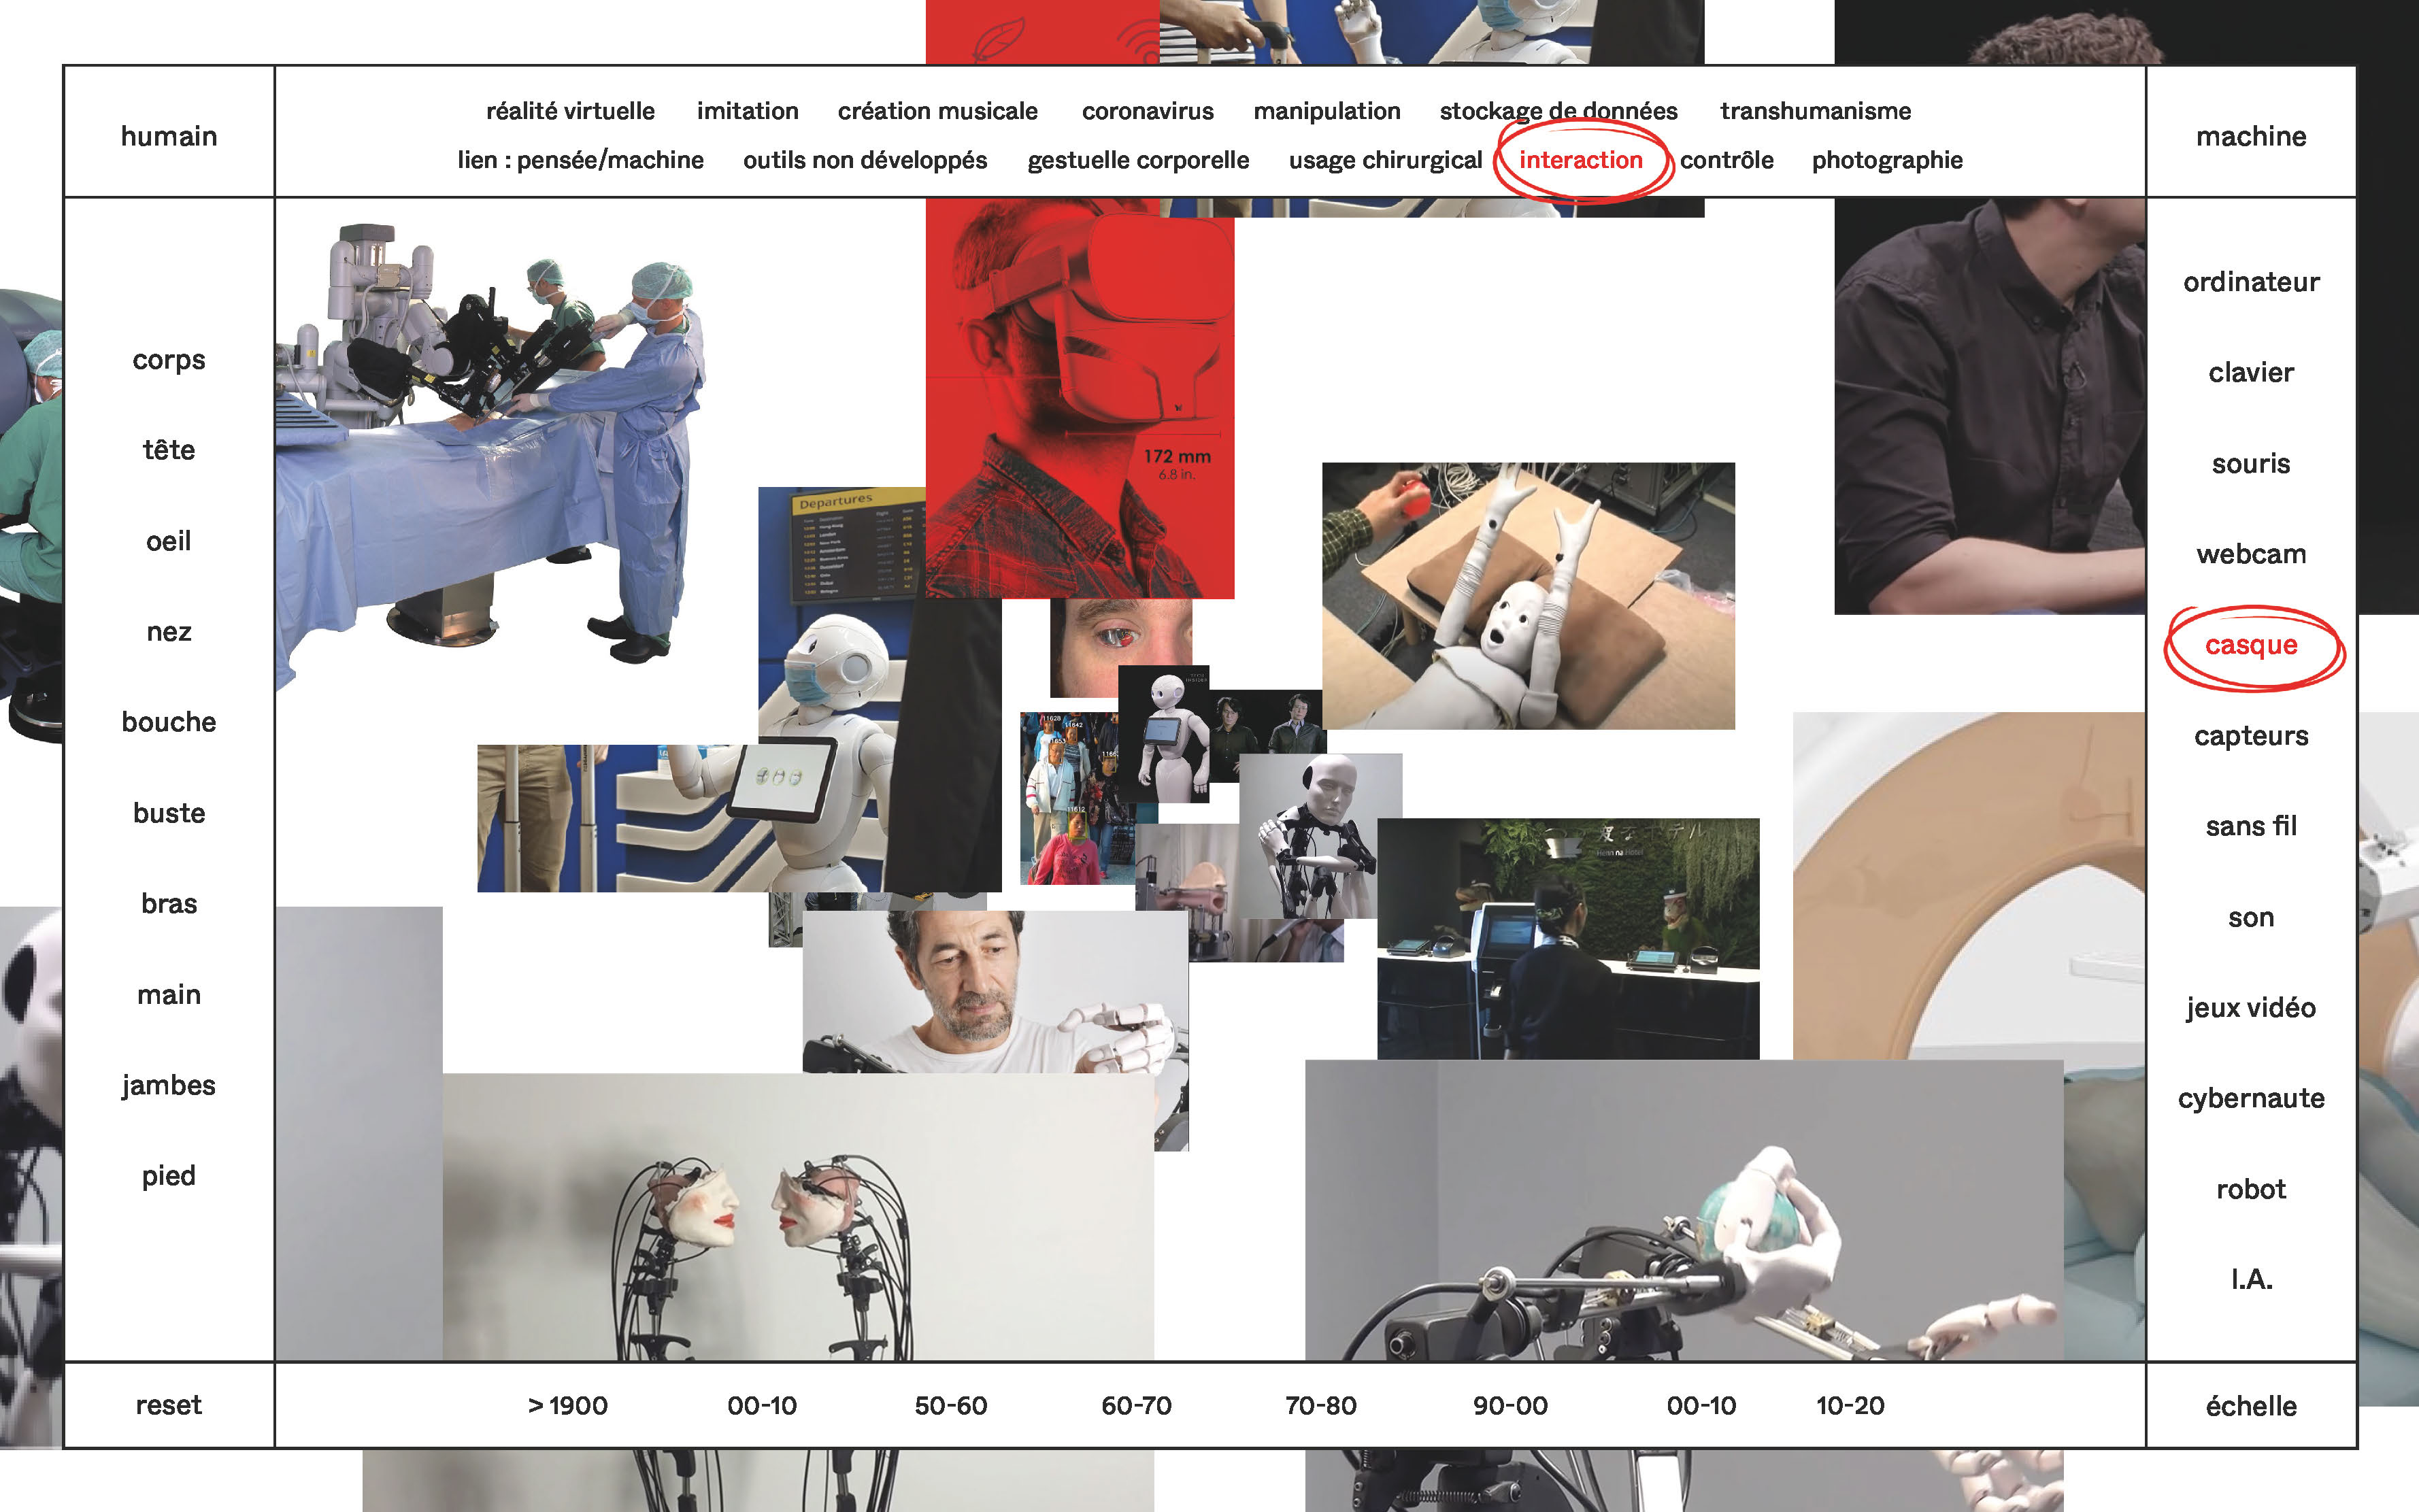 humain
réalité virtuelle imitation création musicale coronavirus manipulation stockage de données transhumanisme
lien : pensée/machine outils non développés gestuelle corporelle usage chirurgical interaction contrôle photographie
machine
corps
tête
oeil
nez
bouche
buste
bras
main
jambes
pied
172 mm
6.8 in.
Departures
11628
11642
11612
ordinateur
clavier
souris
webcam
casque
capteurs
sans fil
son
jeux vidéo
cybernaute
robot
I.A.
reset
> 1900 00-10 50-60 60-70 70-80 90-00 00-10 10-20
échelle